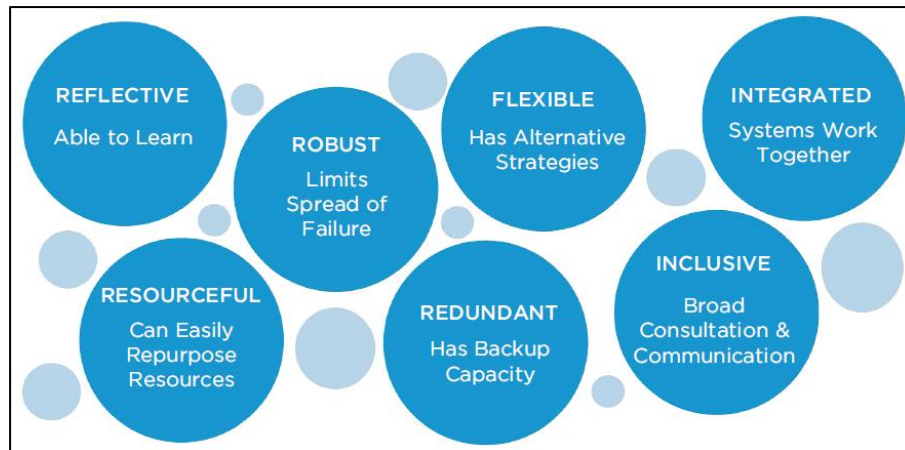 REFLECTIVE
Able to Learn
ROBUST
Limits
Spread of
Failure
FLEXIBLE
Has Alternative
Strategies
INTEGRATED
Systems Work
Together
RESOURCEFUL
Can Easily
Repurpose
Resources
REDUNDANT
Has Backup
Capacity
INCLUSIVE
Broad
Consultation &
Communication